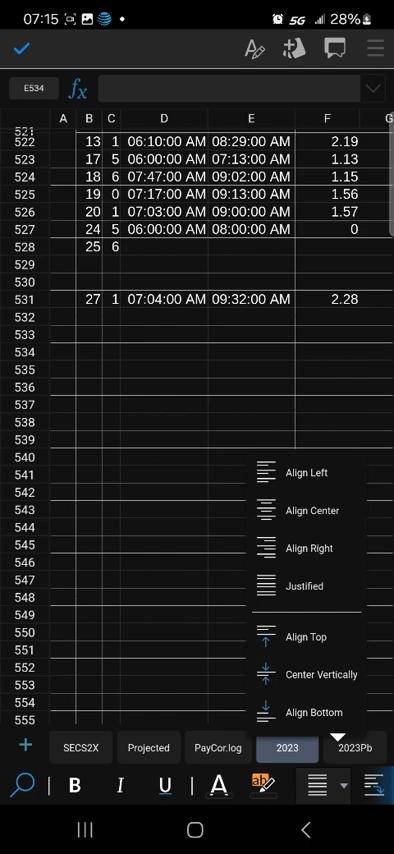 07:15 5G 28%
E534 fx
A B C D E F G
521
522 13 1 06:10:00 AM 08:29:00 AM 2.19
523 17 5 06:00:00 AM 07:13:00 AM 1.13
524 18 6 07:47:00 AM 09:02:00 AM 1.15
525 19 0 07:17:00 AM 09:13:00 AM 1.56
526 20 1 07:03:00 AM 09:00:00 AM 1.57
527 24 5 06:00:00 AM 08:00:00 AM 0
528 25 6
529
530
531 27 1 07:04:00 AM 09:32:00 AM 2.28
532
533
534
535
536
537
538
539
540
541 Align Left
542
543 Align Center
544
545 Align Right
546
547 Justified
548
549
550 Align Top
551
552 Center Vertically
553
554 Align Bottom
555
+ SECS2X Projected PayCor.log 2023 2023Pb
B I U A ab